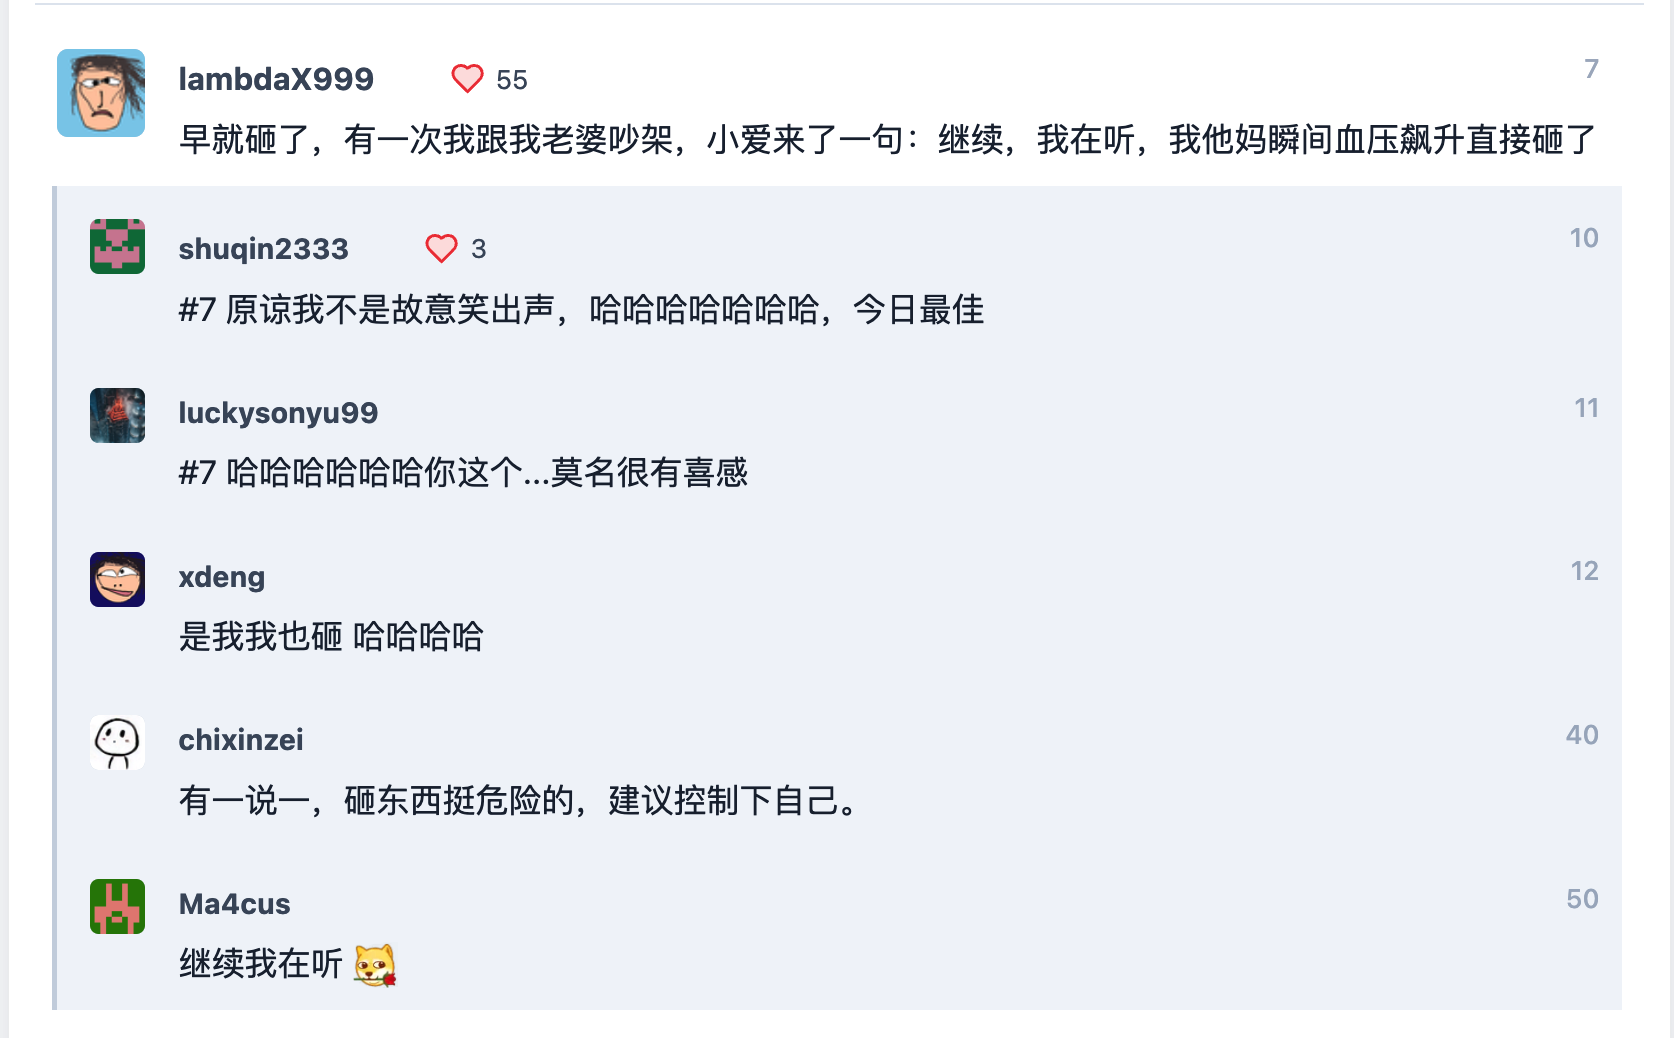 lambdaX999 55 7
早就砸了，有一次我跟我老婆吵架，小爱来了一句：继续，我在听，我他妈瞬间血压飙升直接砸了
shuqin2333 3 10
#7 原谅我不是故意笑出声，哈哈哈哈哈哈哈，今日最佳
luckysonyu99 11
#7 哈哈哈哈哈哈你这个...莫名很有喜感
xdeng 12
是我我也砸 哈哈哈哈
chixinzei 40
有一说一，砸东西挺危险的，建议控制下自己。
Ma4cus 50
继续我在听